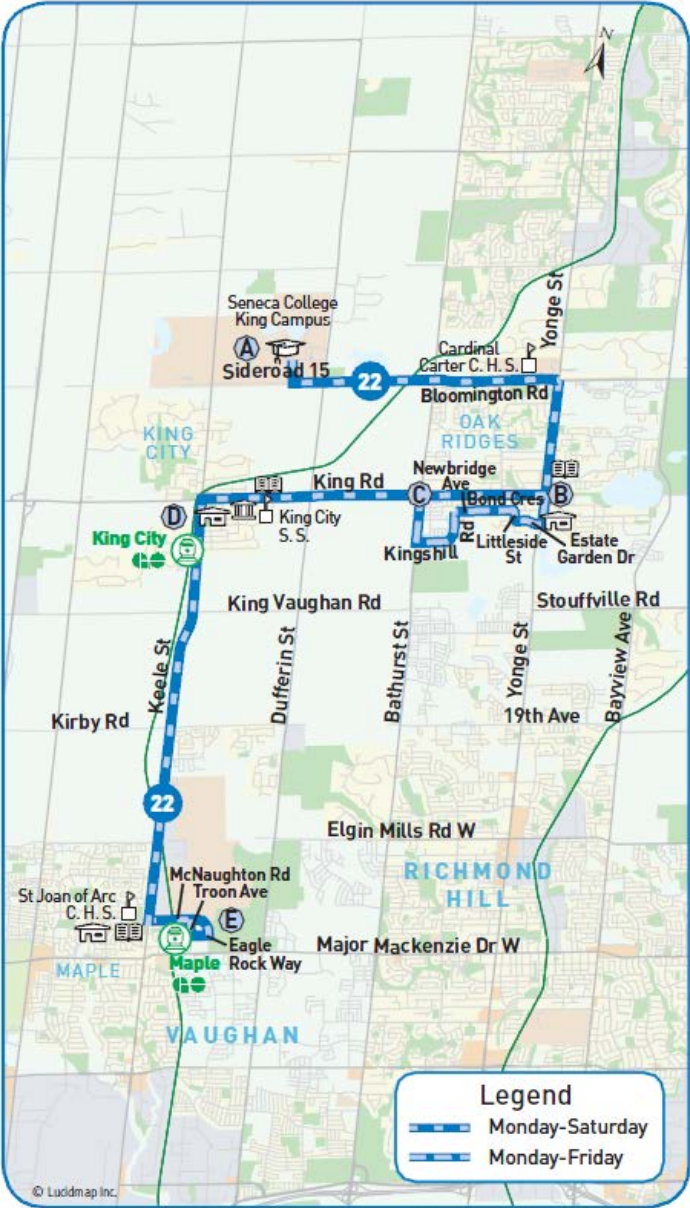 N
Seneca College
King Campus
A
Sideroad 15
22
Yonge St
Cardinal
Carter C. H. S.
Bloomington Rd
OAK
RIDGES
KING
CITY
Newbridge
Ave
King Rd
C
Bond Cres
B
D
King City
S. S.
King City
GO
Kingshill
Rd
Littleside
St
Estate
Garden Dr
King Vaughan Rd
Stouffville Rd
Keele St
Dufferin St
Bathurst St
Yonge St
Bayview Ave
Kirby Rd
19th Ave
22
Elgin Mills Rd W
RICHMOND
HILL
McNaughton Rd
Troon Ave
St Joan of Arc
C. H. S.
E
Eagle
Rock Way
Major Mackenzie Dr W
Maple
GO
MAPLE
VAUGHAN
Legend
Monday-Saturday
Monday-Friday
© Lucidmap Inc.